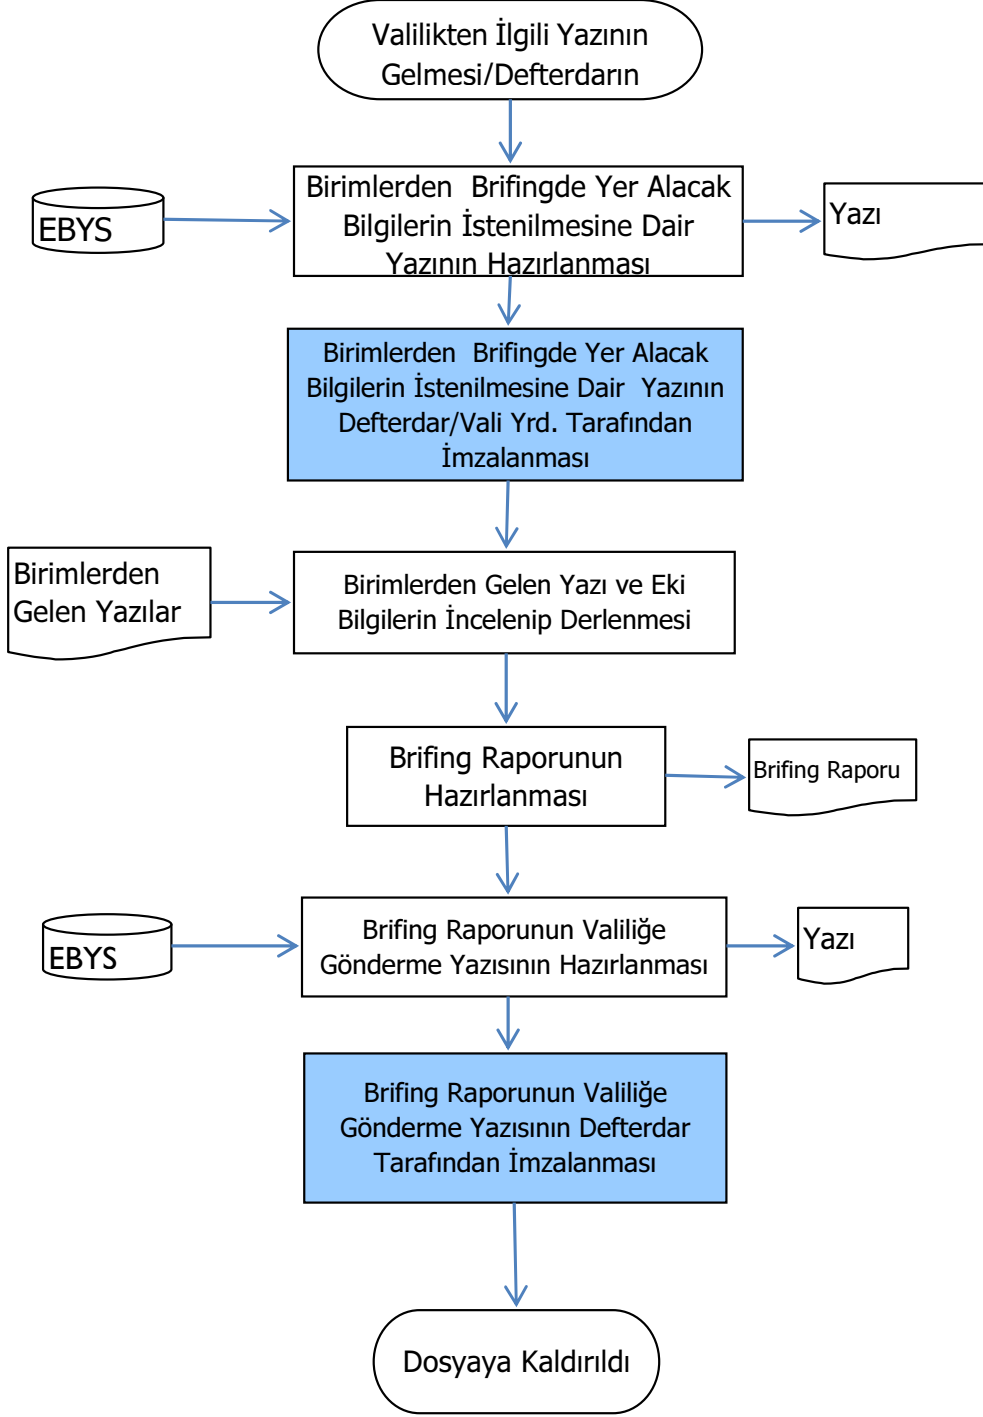 Valilikten İlgili Yazının
Gelmesi/Defterdarın
EBYS
Birimlerden  Brifingde Yer Alacak
Bilgilerin İstenilmesine Dair
Yazının Hazırlanması
Yazı
Birimlerden  Brifingde Yer Alacak
Bilgilerin İstenilmesine Dair  Yazının
Defterdar/Vali Yrd. Tarafından
İmzalanması
Birimlerden
Gelen Yazılar
Birimlerden Gelen Yazı ve Eki
Bilgilerin İncelenip Derlenmesi
Brifing Raporunun
Hazırlanması
Brifing Raporu
EBYS
Brifing Raporunun Valiliğe
Gönderme Yazısının Hazırlanması
Yazı
Brifing Raporunun Valiliğe
Gönderme Yazısının Defterdar
Tarafından İmzalanması
Dosyaya Kaldırıldı